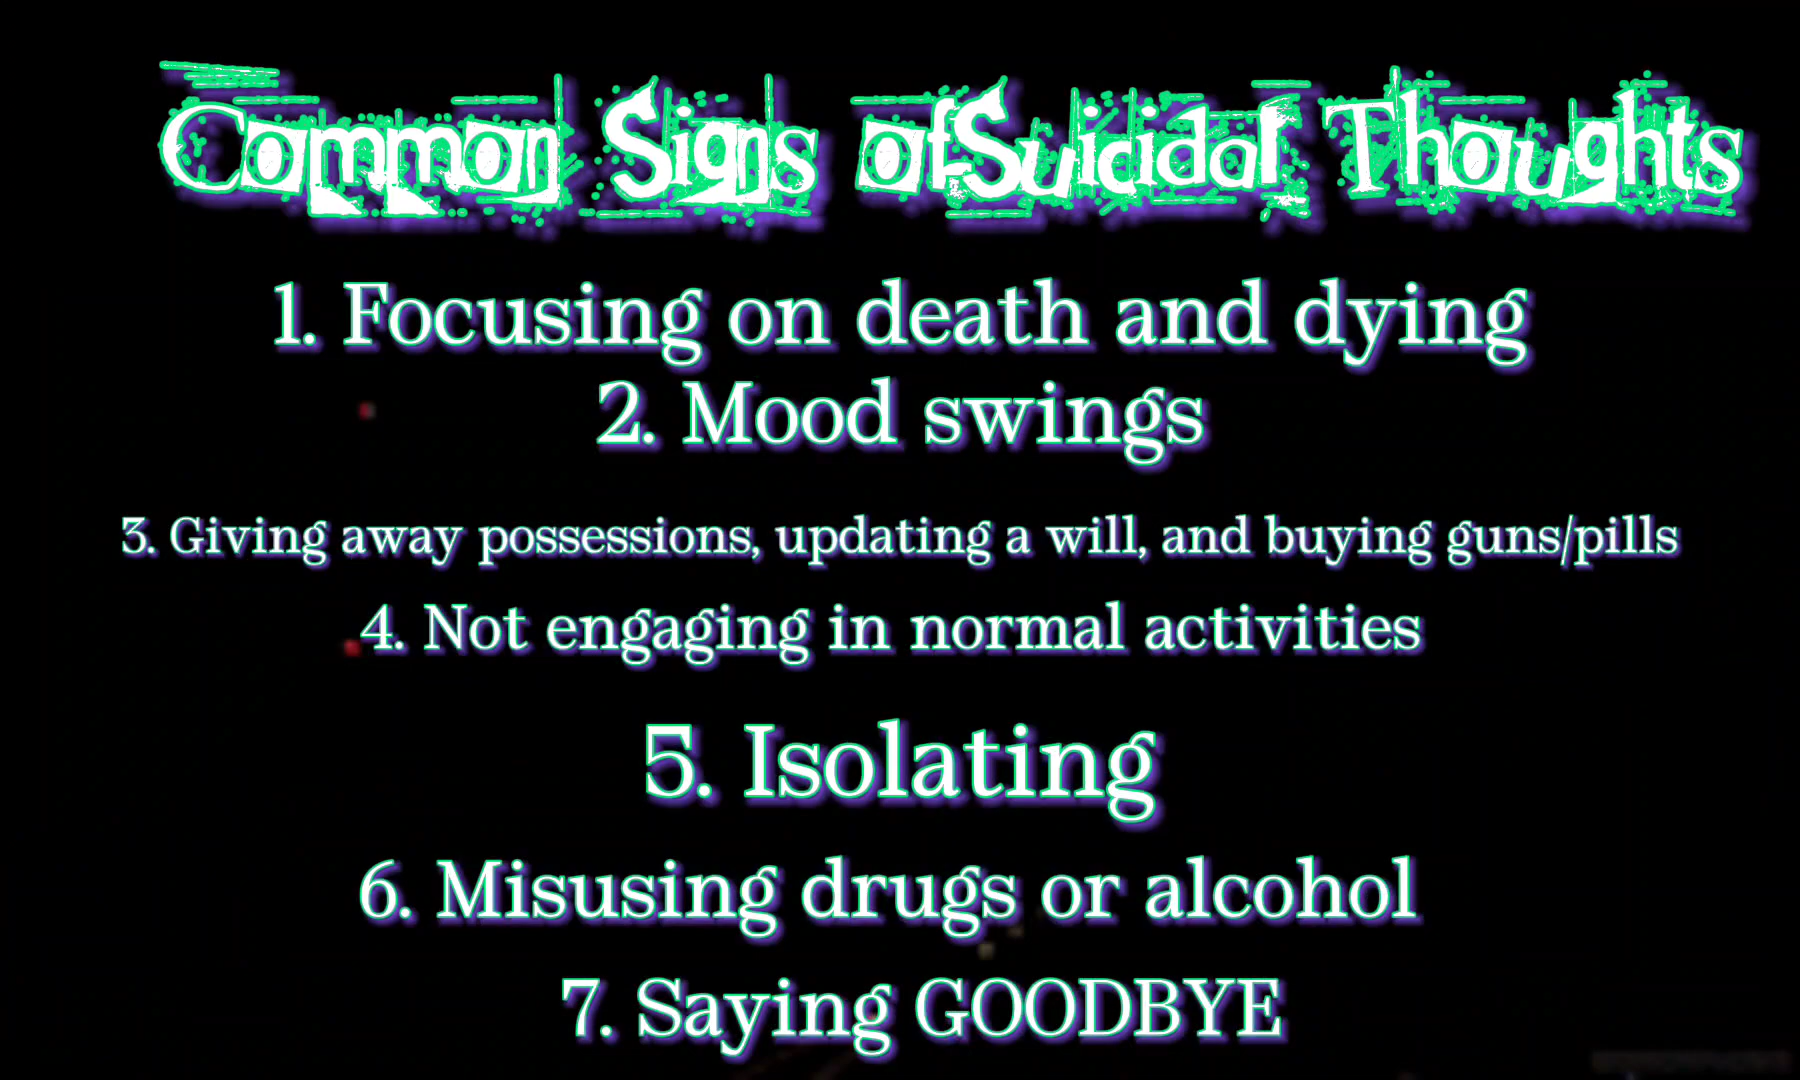 Common Signs ofSuicidal Thoughts
1. Focusing on death and dying
2. Mood swings
3. Giving away possessions, updating a will, and buying guns/pills
4. Not engaging in normal activities
5. Isolating
6. Misusing drugs or alcohol
7. Saying GOODBYE